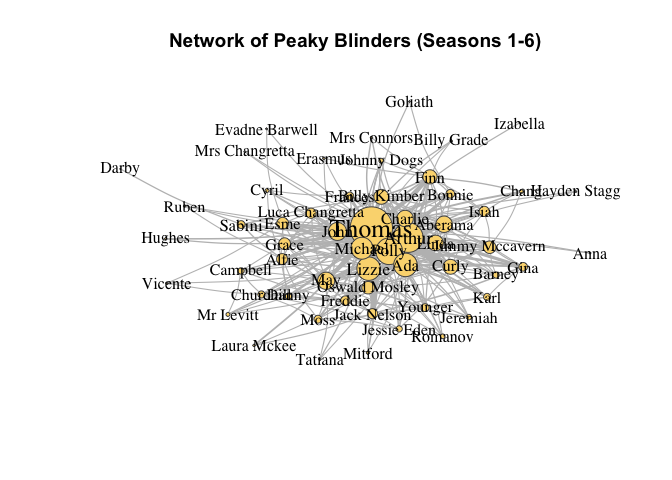 Network of Peaky Blinders (Seasons 1-6)
Goliath
Izabella
Evadne Barwell
Mrs Connors
Billy Grade
Mrs Changretta
Erasmus
Johnny Dogs
Darby
Finn
Cyril
Frances
Billy Kimber
Bonnie
Chang
Hayden Stagg
Ruben
Luca Changretta
Charlie
Isiah
Sabini
Esme
Aberama
Thomas
John
Hughes
Arthur
Linda
Grace
Michael
Polly
Jimmy Mccavern
Anna
Alfie
Campbell
Lizzie
Ada
Curly
Gina
Barney
Vicente
May
Oswald Mosley
Churchill
Danny
Freddie
Karl
Younger
Mr Levitt
Moss
Jack Nelson
Jeremiah
Jessie Eden
Romanov
Laura Mckee
Tatiana
Mitford